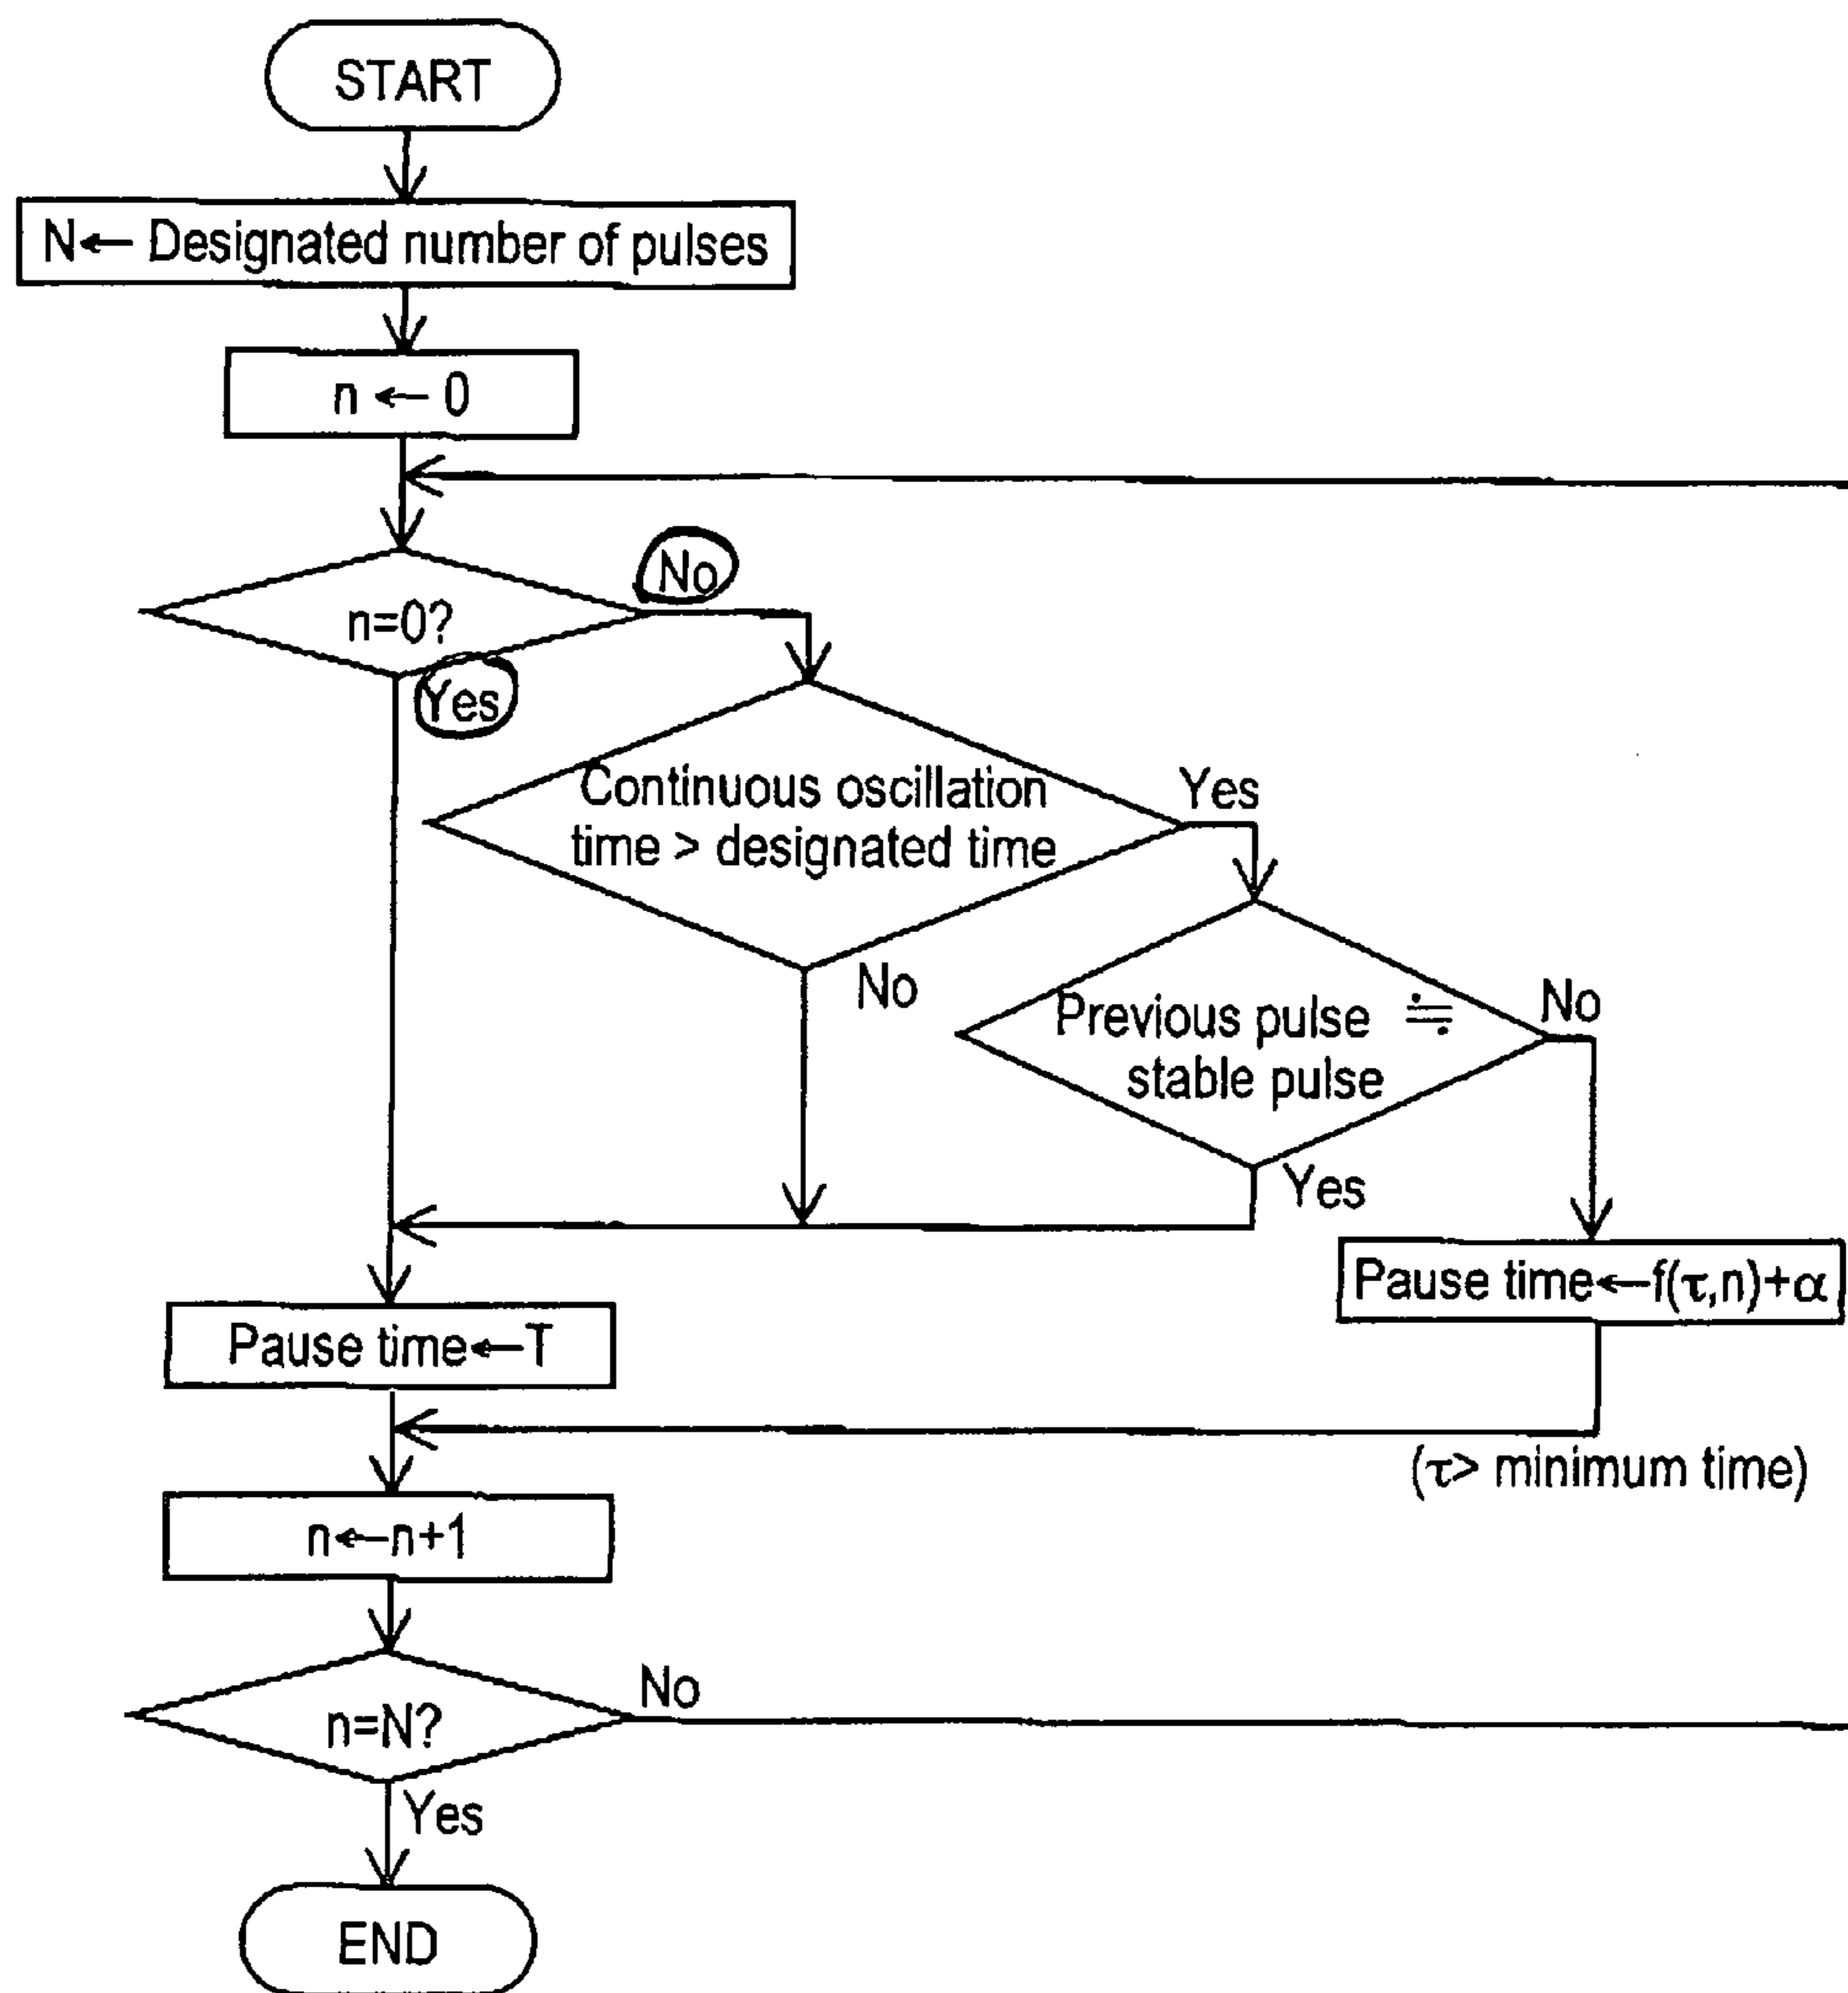 START
N← Designated number of pulses
n ← 0
n=0?
No
Yes
Continuous oscillation
time > designated time
Yes
No
Previous pulse ≒
stable pulse
No
Yes
Pause time←f(τ,n)+α
Pause time←T
(τ> minimum time)
n←n+1
n=N?
No
Yes
END